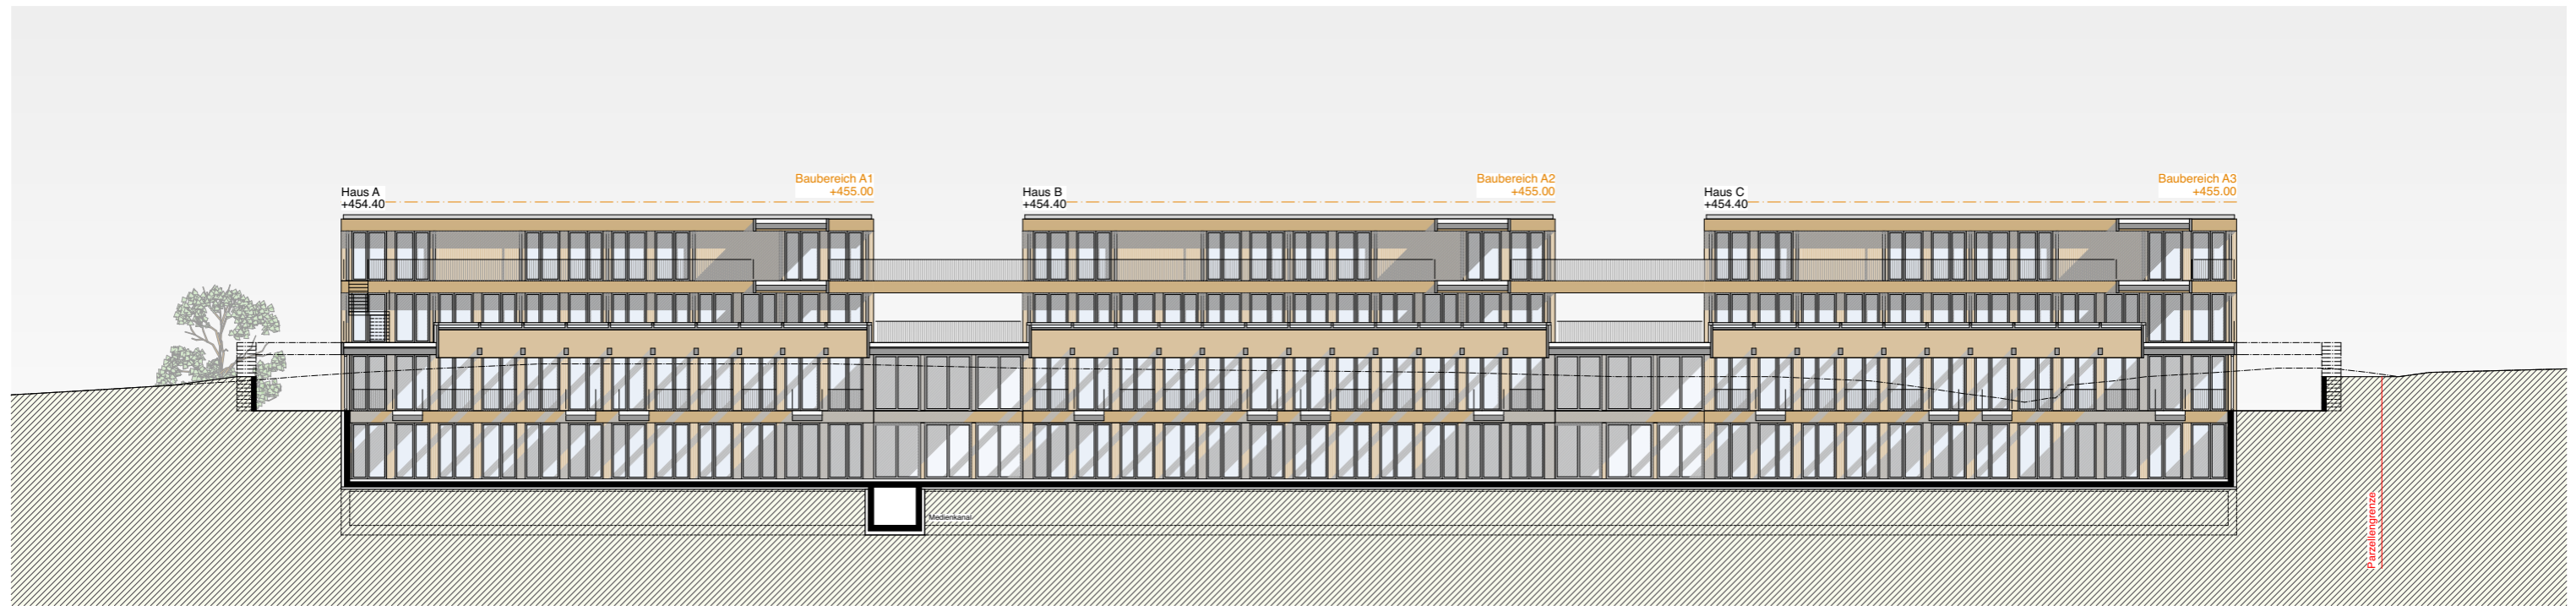 Haus A
+454.40
Baubereich A1
+455.00
Haus B
+454.40
Baubereich A2
+455.00
Haus C
+454.40
Baubereich A3
+455.00
Medienkanal
Parzellengrenze